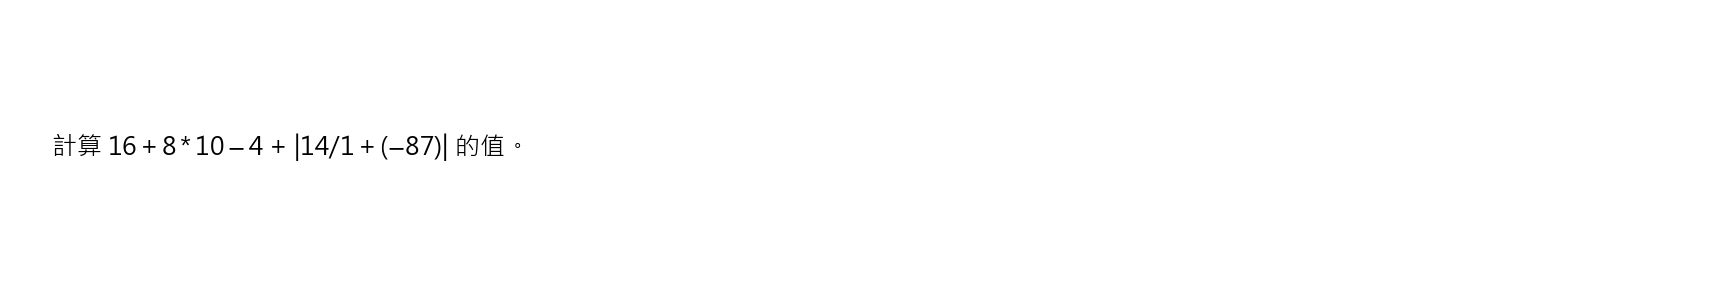 計算 16 + 8 * 10 – 4 + |14/1 + (–87)| 的值。